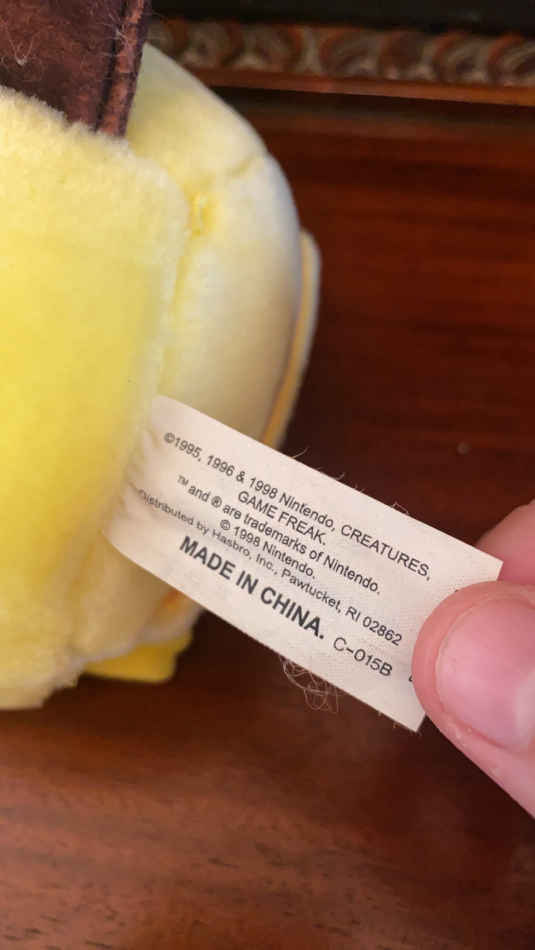 ©1995, 1996 & 1998 Nintendo, CREATURES,
GAME FREAK.
™ and ® are trademarks of Nintendo.
© 1998 Nintendo.
Distributed by Hasbro, Inc., Pawtucket, RI 02862
MADE IN CHINA. C-015B